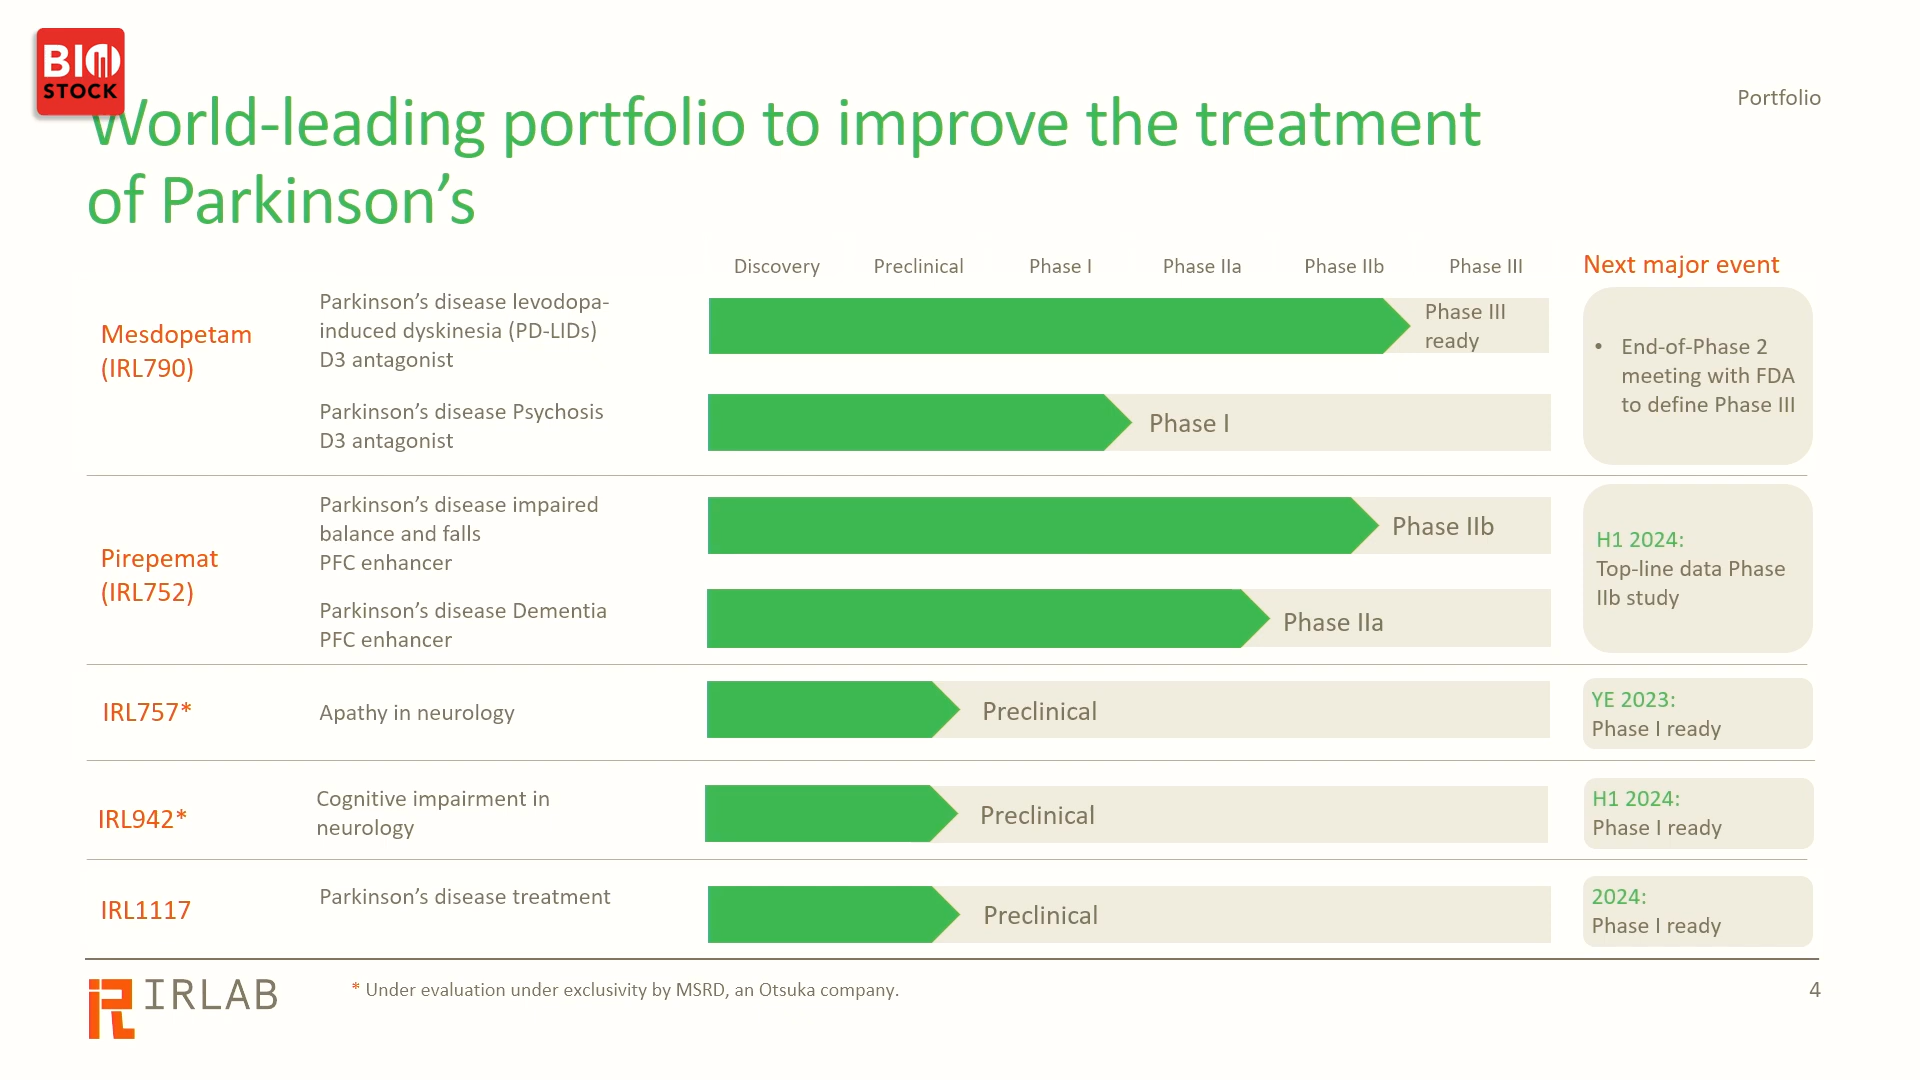 BIO
STOCK
Portfolio
World-leading portfolio to improve the treatment
of Parkinson’s
Discovery Preclinical Phase I Phase IIa Phase IIb Phase III Next major event
Mesdopetam
(IRL790)
Parkinson’s disease levodopa-
induced dyskinesia (PD-LIDs)
D3 antagonist
Phase III
ready
Parkinson’s disease Psychosis
D3 antagonist
Phase I
• End-of-Phase 2
meeting with FDA
to define Phase III
Pirepemat
(IRL752)
Parkinson’s disease impaired
balance and falls
PFC enhancer
Phase IIb
Parkinson’s disease Dementia
PFC enhancer
Phase IIa
H1 2024:
Top-line data Phase
IIb study
IRL757*
Apathy in neurology
Preclinical
YE 2023:
Phase I ready
IRL942*
Cognitive impairment in
neurology
Preclinical
H1 2024:
Phase I ready
IRL1117
Parkinson’s disease treatment
Preclinical
2024:
Phase I ready
IRLAB
* Under evaluation under exclusivity by MSRD, an Otsuka company.
4